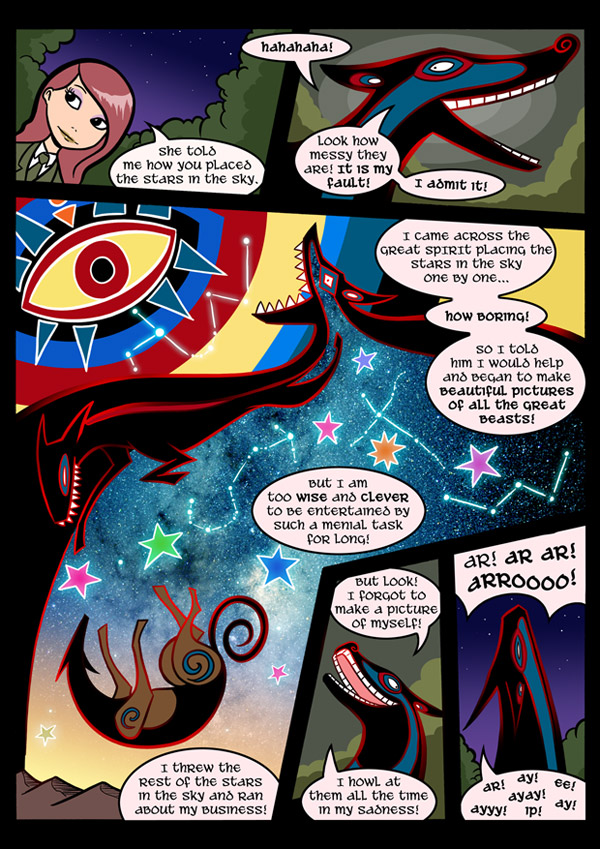 She told
me how you placed
the stars in the sky.
hahahaha!
Look how
messy they
are! It is my
fault!
I admit it!
I came across the
great spirit placing the
stars in the sky
one by one...
how boring!
So I told
him I would help
and began to make
beautiful pictures
of all the great
beasts!
But I am
too wise and clever
to be entertained by
such a menial task
for long!
I threw the
rest of the stars
in the sky and ran
about my business!
But look!
I forgot to
make a picture
of myself!
I howl at
them all the time
in my sadness!
ar! ar ar!
arroooo!
ar! ay! ee!
ayay! ay!
ayyy! ip!